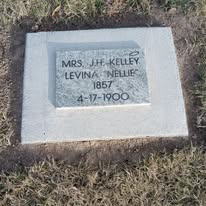 MRS. J.H. KELLEY
LEVINA "NELLIE"
1857
4-17-1900